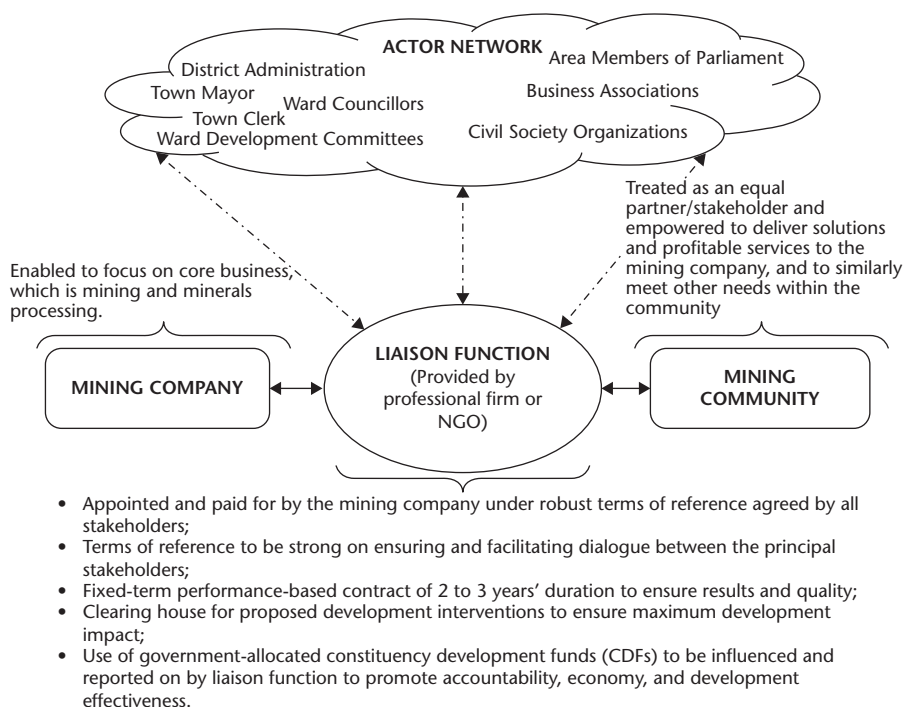 ACTOR NETWORK
District Administration
Area Members of Parliament
Town Mayor
Ward Councillors
Business Associations
Town Clerk
Ward Development Committees
Civil Society Organizations
Treated as an equal
partner/stakeholder and
empowered to deliver solutions
and profitable services to the
mining company, and to similarly
meet other needs within the
community
Enabled to focus on core business,
which is mining and minerals
processing.
MINING COMPANY
LIAISON FUNCTION
(Provided by
professional firm or
NGO)
MINING
COMMUNITY
• Appointed and paid for by the mining company under robust terms of reference agreed by all
stakeholders;
• Terms of reference to be strong on ensuring and facilitating dialogue between the principal
stakeholders;
• Fixed-term performance-based contract of 2 to 3 years’ duration to ensure results and quality;
• Clearing house for proposed development interventions to ensure maximum development
impact;
• Use of government-allocated constituency development funds (CDFs) to be influenced and
reported on by liaison function to promote accountability, economy, and development
effectiveness.